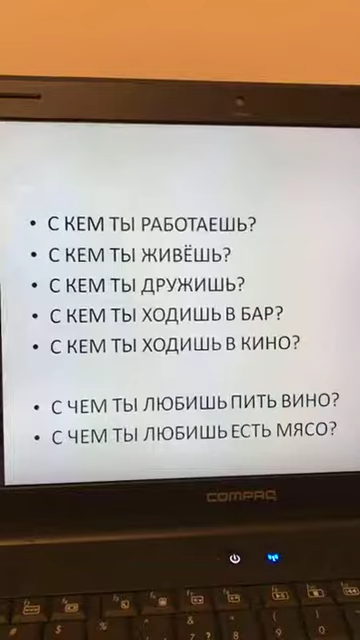 • С КЕМ ТЫ РАБОТАЕШЬ?
• С КЕМ ТЫ ЖИВЁШЬ?
• С КЕМ ТЫ ДРУЖИШЬ?
• С КЕМ ТЫ ХОДИШЬ В БАР?
• С КЕМ ТЫ ХОДИШЬ В КИНО?
• С ЧЕМ ТЫ ЛЮБИШЬ ПИТЬ ВИНО?
• С ЧЕМ ТЫ ЛЮБИШЬ ЕСТЬ МЯСО?
COMPAQ